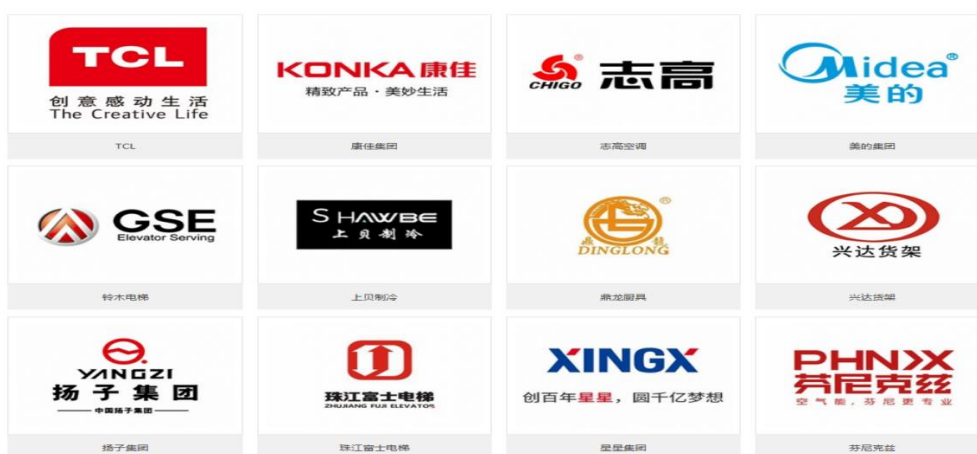 TCL
创意感动生活
The Creative Life
TCL
KONKA 康佳
精致产品 · 美妙生活
康佳集团
CHIGO 志高
志高空调
Midea
美的
美的集团
GSE
Elevator Serving
铃木电梯
SHAWBE
上贝制冷
上贝制冷
鼎龍
DINGLONG
鼎龙厨具
兴达货架
兴达货架
YANGZI
扬子集团
中国扬子集团
扬子集团
珠江富士电梯
ZHUJIANG FUJI ELEVATOR
珠江富士电梯
XINGX
创百年星星，圆千亿梦想
星星集团
PHNIX
芬尼克兹
空气能，芬尼更专业
芬尼克兹